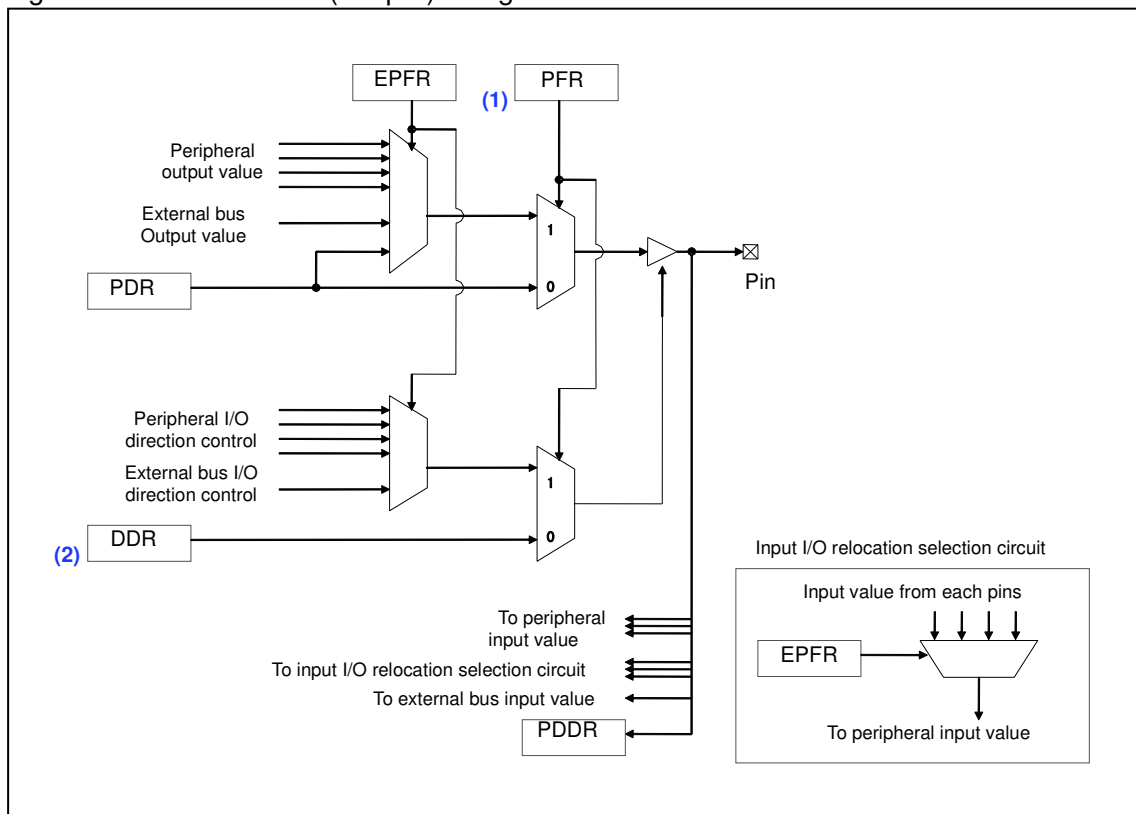 EPFR
PFR
(1)
Peripheral
output value
External bus
Output value
1
PDR
0
Pin
Peripheral I/O
direction control
External bus I/O
direction control
1
DDR
(2)
0
Input I/O relocation selection circuit
Input value from each pins
To peripheral
input value
EPFR
To input I/O relocation selection circuit
To external bus input value
PDDR
To peripheral input value